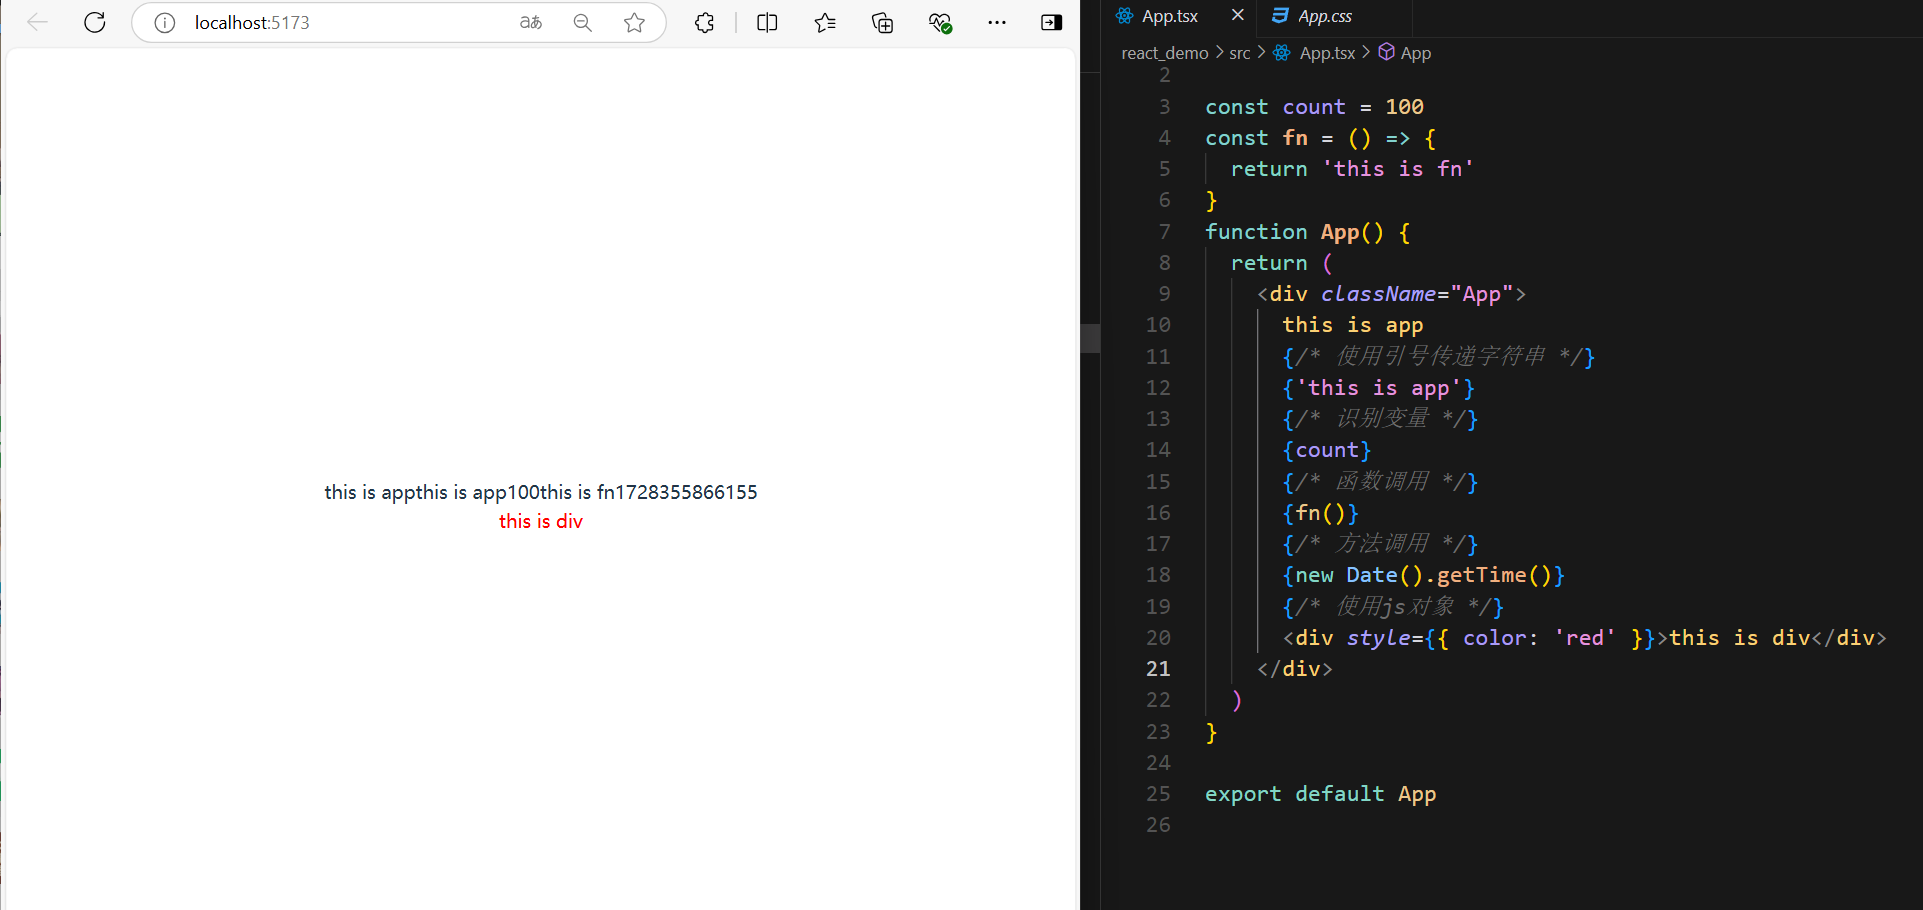 localhost:5173
aあ
this is appthis is app100this is fn1728355866155
this is div
App.tsx
App.css
react_demo > src > App.tsx > App
2
3 const count = 100
4 const fn = () => {
5 return 'this is fn'
6 }
7 function App() {
8 return (
9 <div className="App">
10 this is app
11 {/* 使用引号传递字符串 */}
12 {'this is app'}
13 {/* 识别变量 */}
14 {count}
15 {/* 函数调用 */}
16 {fn()}
17 {/* 方法调用 */}
18 {new Date().getTime()}
19 {/* 使用js对象 */}
20 <div style={{ color: 'red' }}>this is div</div>
21 </div>
22 )
23 }
24
25 export default App
26